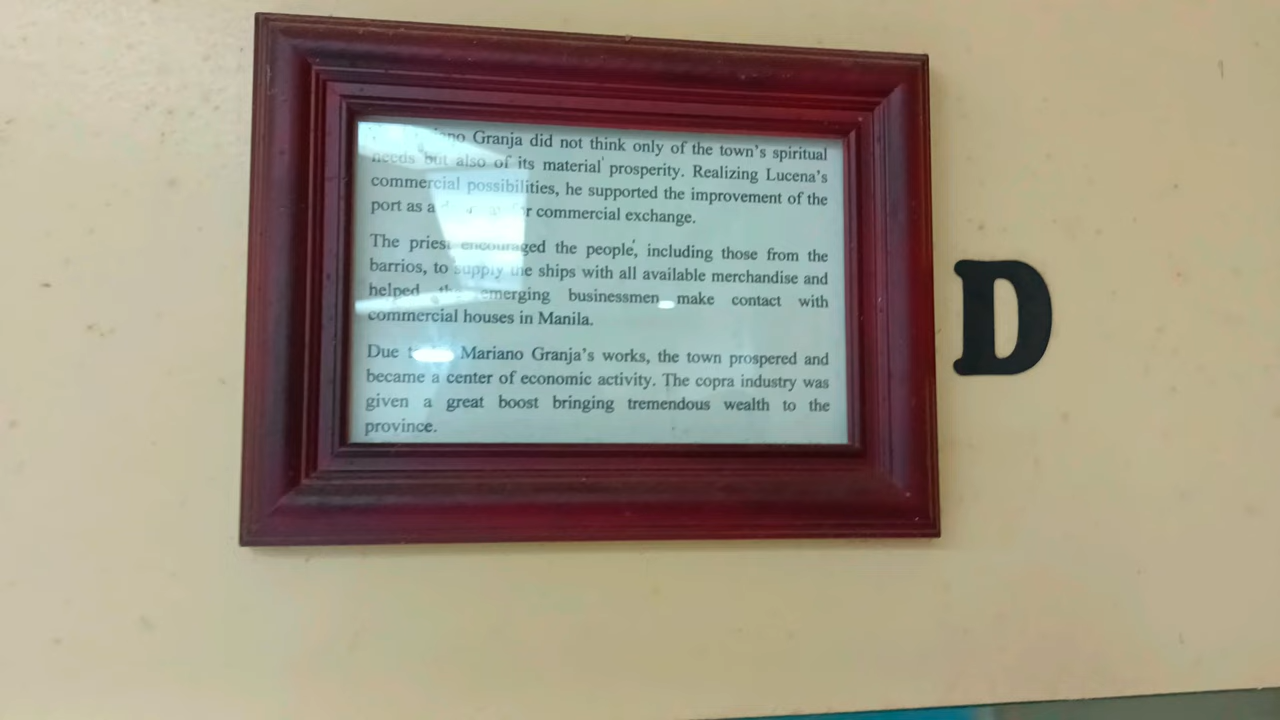 Granja did not think only of the town's spiritual
needs but also of its material prosperity. Realizing Lucena's
commercial possibilities, he supported the improvement of the
port as a commercial exchange.
The priest encouraged the people, including those from the
barrios, to supply the ships with all available merchandise and
helped the emerging businessmen make contact with
commercial houses in Manila.
Due Mariano Granja's works, the town prospered and
became a center of economic activity. The copra industry was
given a great boost bringing tremendous wealth to the
province.
D